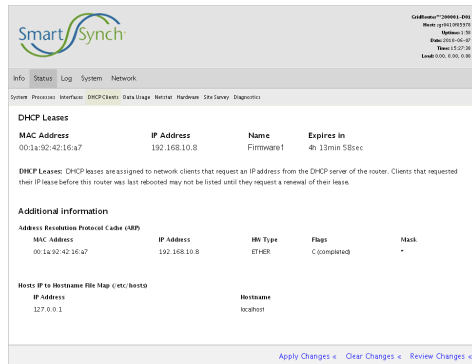 Smart Synch
GridRouter™200001-D01
Uptime: 1:50
Date: 2010-06-07
Time: 15:27:30
Load: 0.00, 0.00, 0.00
Info Status Log System Network
System Processes Interfaces DHCP Clients Data Usage Netstat Hardware Site Survey Diagnostics
DHCP Leases
MAC Address IP Address Name Expires in
00:1a:92:42:16:a7 192.168.10.8 Firmware1 4h 13min 58sec
DHCP Leases: DHCP leases are assigned to network clients that request an IP address from the DHCP server of the router. Clients that requested
their IP lease before this router was last rebooted may not be listed until they request a renewal of their lease.
Additional information
Address Resolution Protocol Cache (ARP)
MAC Address IP Address HW Type Flags Mask
00:1a:92:42:16:a7 192.168.10.8 ETHER C (completed) *
Hosts IP to Hostname File Map (/etc/hosts)
IP Address Hostname
127.0.0.1 localhost
Apply Changes « Clear Changes « Review Changes «